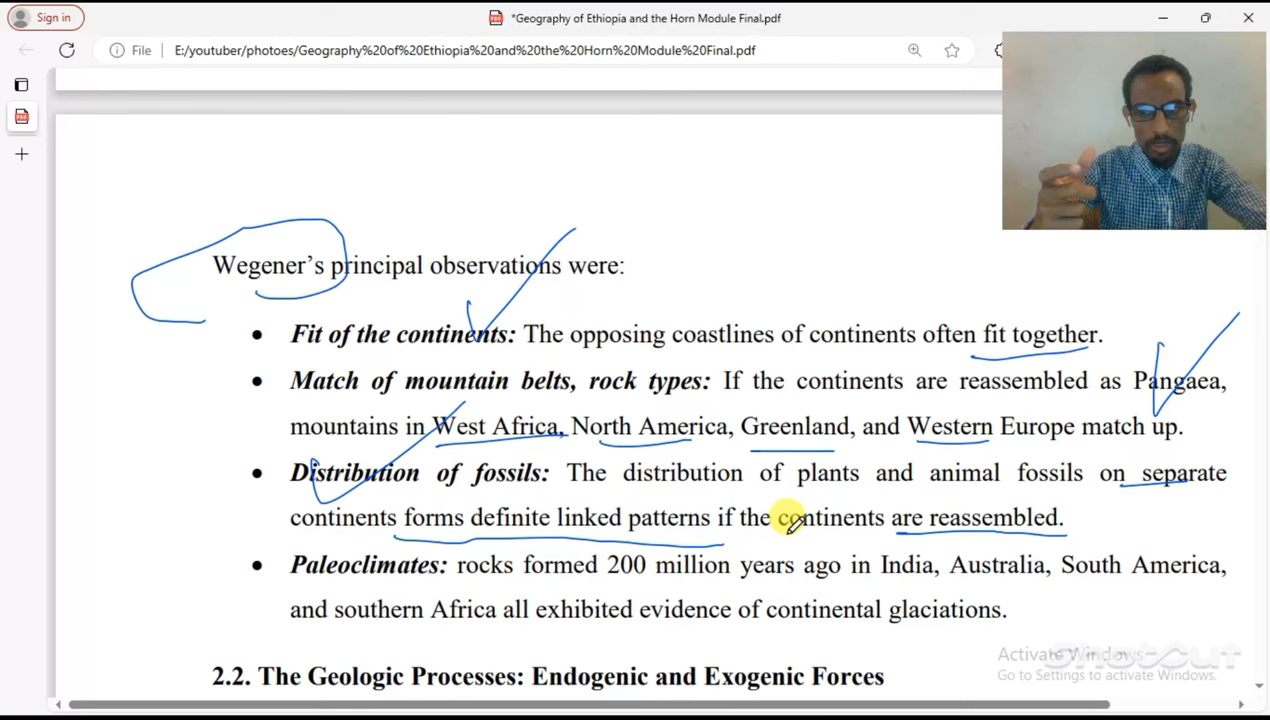 Sign in
*Geography of Ethiopia and the Horn Module Final.pdf
File
E:/youtuber/photoes/Geography%20of%20Ethiopia%20and%20the%20Horn%20Module%20Final.pdf
Wegener's principal observations were:
• Fit of the continents: The opposing coastlines of continents often fit together.
• Match of mountain belts, rock types: If the continents are reassembled as Pangaea,
mountains in West Africa, North America, Greenland, and Western Europe match up.
• Distribution of fossils: The distribution of plants and animal fossils on separate
continents forms definite linked patterns if the continents are reassembled.
• Paleoclimates: rocks formed 200 million years ago in India, Australia, South America,
and southern Africa all exhibited evidence of continental glaciations.
2.2. The Geologic Processes: Endogenic and Exogenic Forces
Activate Windows
Go to Settings to activate Windows.
Shotcut